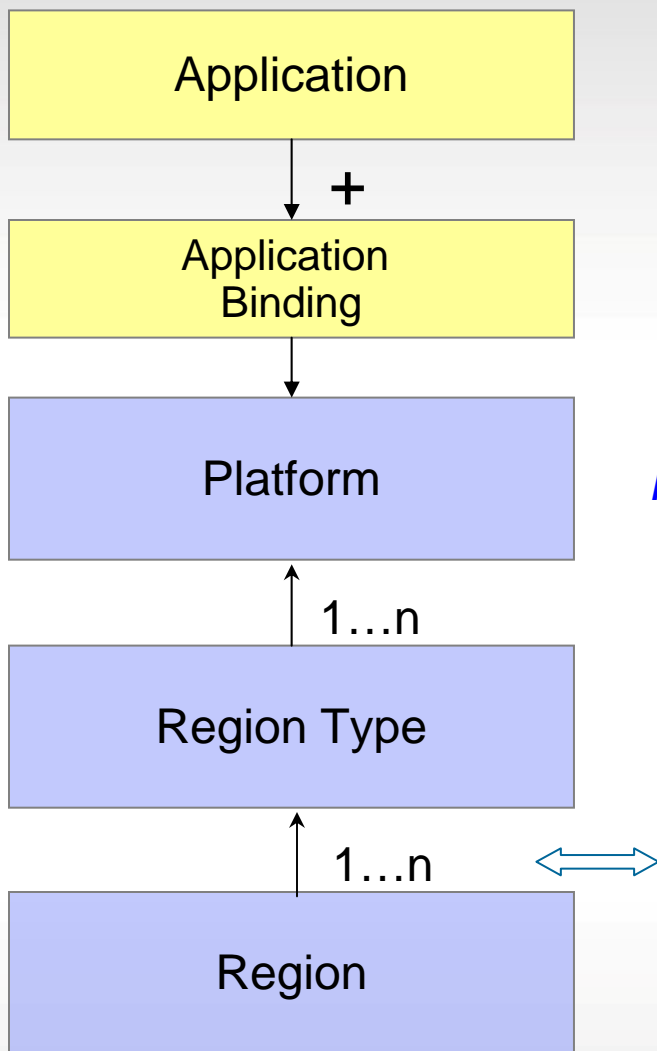 Application
+
Application
Binding
Platform
1…n
Region Type
1…n
Region